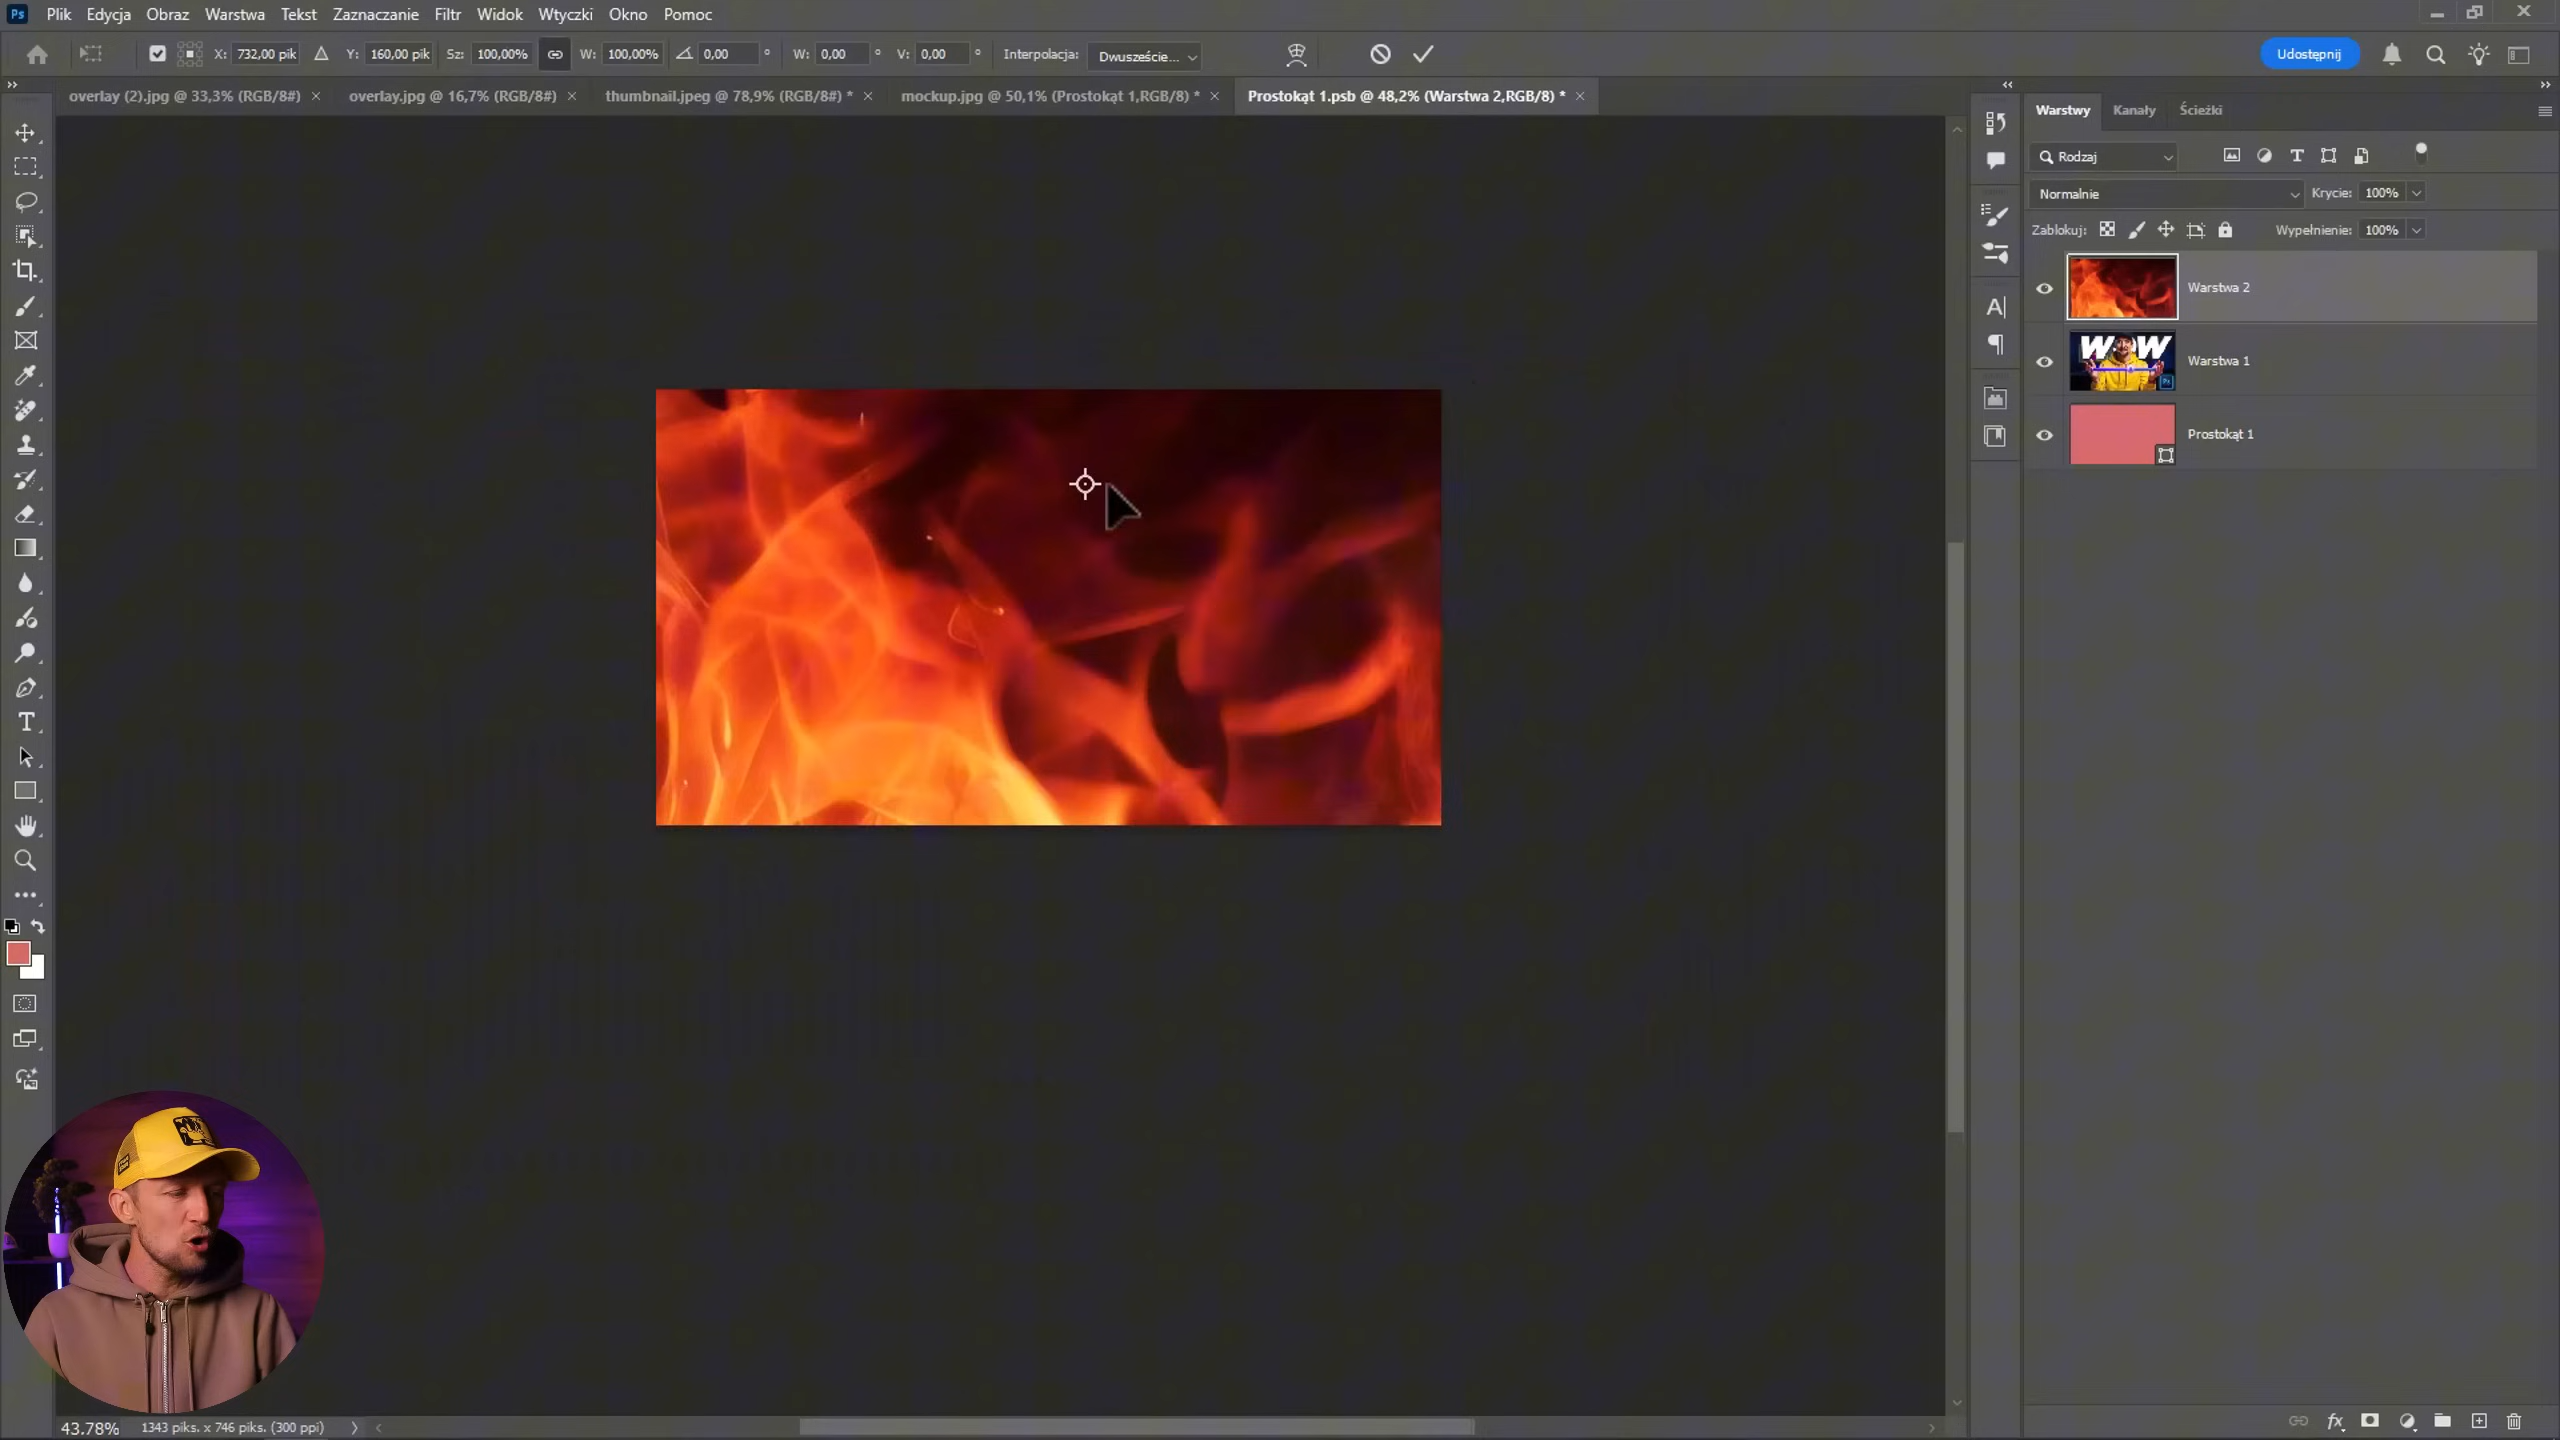 Ps Plik Edycja Obraz Warstwa Tekst Zaznaczanie Filtr Widok Wtyczki Okno Pomoc
X: 732,00 pik Y: 160,00 pik Sz: 100,00% W: 100,00% 0,00 ° W: 0,00 ° V: 0,00 ° Interpolacja: Dwuszeście... Udostępnij
overlay (2).jpg @ 33,3% (RGB/8#) × overlay.jpg @ 16,7% (RGB/8#) × thumbnail.jpeg @ 78,9% (RGB/8#) * × mockup.jpg @ 50,1% (Prostokąt 1,RGB/8) * × Prostokąt 1.psb @ 48,2% (Warstwa 2,RGB/8) * ×
Warstwy Kanały Ścieżki
Rodzaj
Normalnie Krycie: 100%
Zablokuj: Wypełnienie: 100%
Warstwa 2
WOW
Ps
Warstwa 1
Prostokąt 1
43.78% 1343 piks. x 746 piks. (300 ppi)
fx